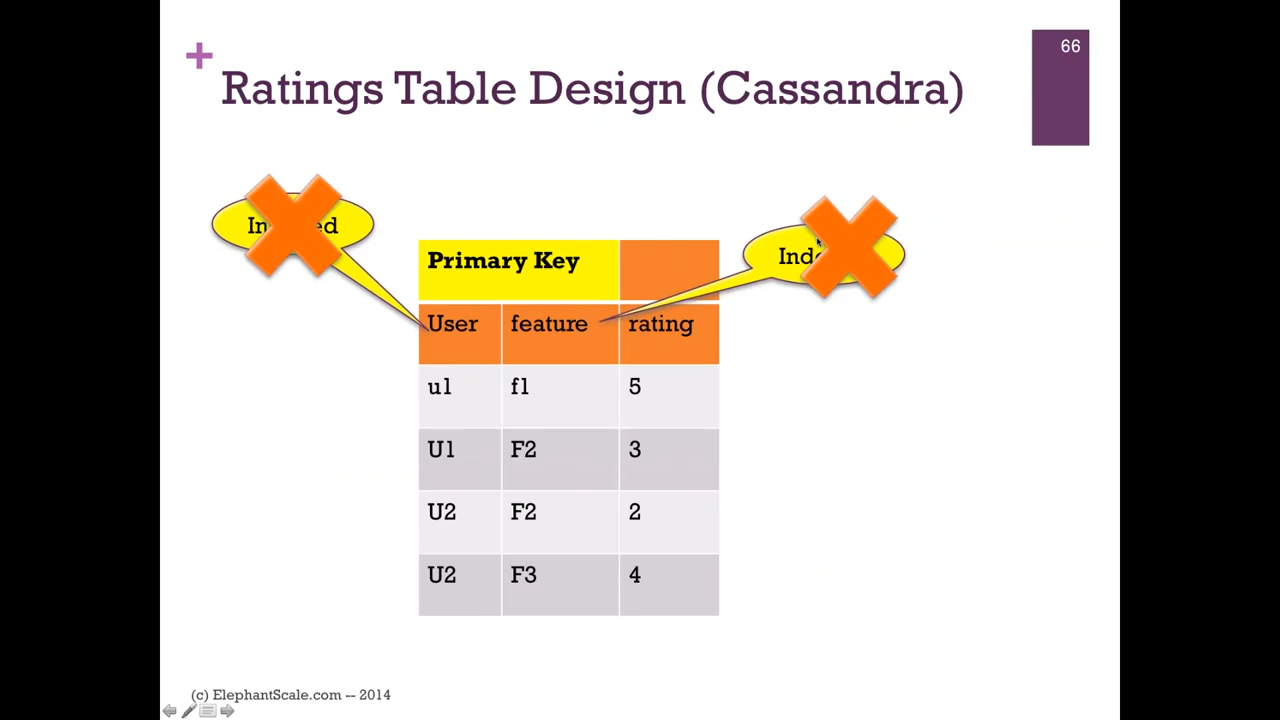 66
+
Ratings Table Design (Cassandra)
Primary Key
User feature rating
u1 f1 5
U1 F2 3
U2 F2 2
U2 F3 4
(c) ElephantScale.com -- 2014